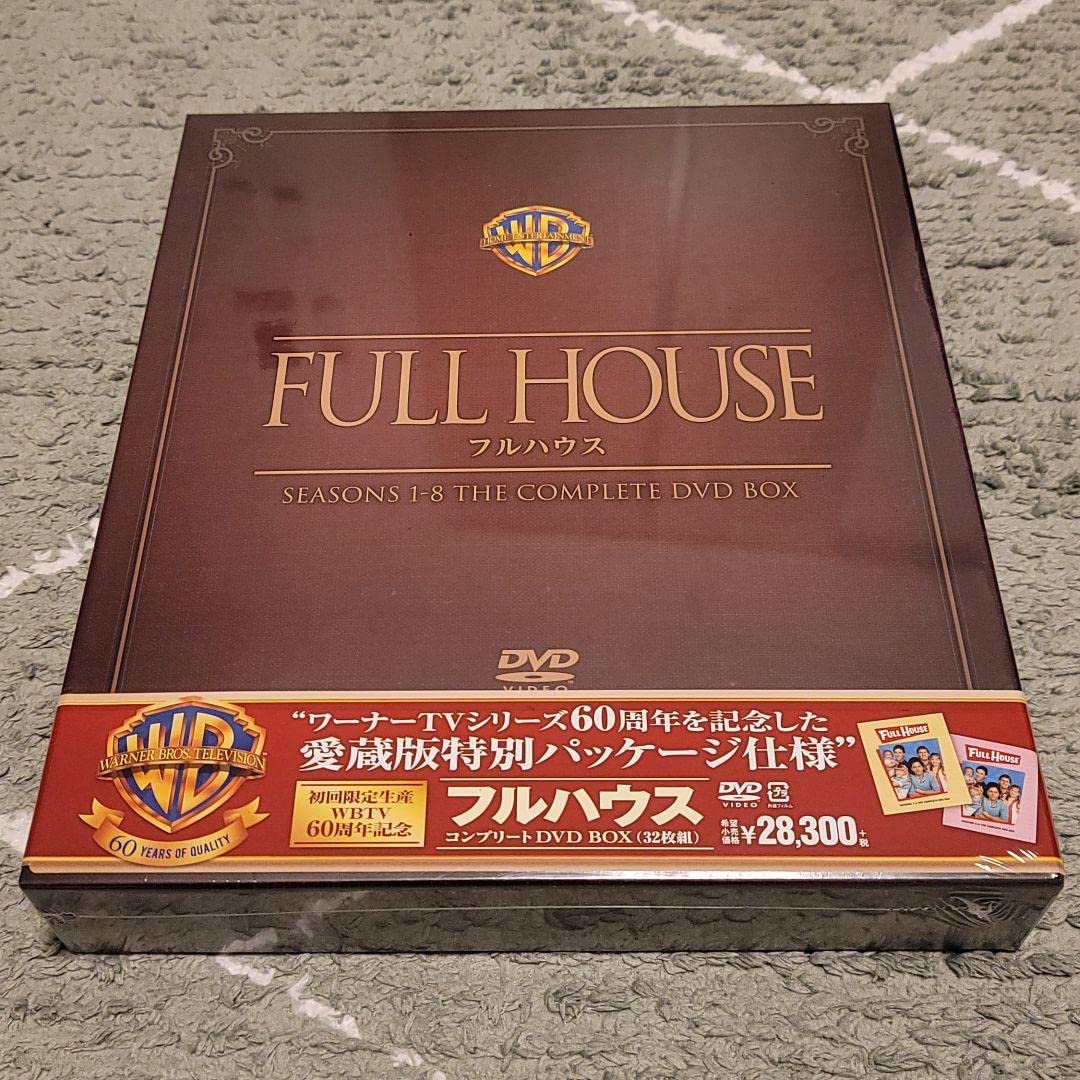 WB
HOME ENTERTAINMENT
FULL HOUSE
フルハウス
SEASONS 1-8 THE COMPLETE DVD BOX
DVD
VIDEO
WB
WARNER BROS. TELEVISION
60 YEARS OF QUALITY
“ワーナーTVシリーズ60周年を記念した
愛蔵版特別パッケージ仕様”
初回限定生産
WBTV
60周年記念
フルハウス
コンプリートDVD BOX（32枚組）
DVD
VIDEO
希望
小売
価格
¥28,300+税
FULL HOUSE
FULL HOUSE